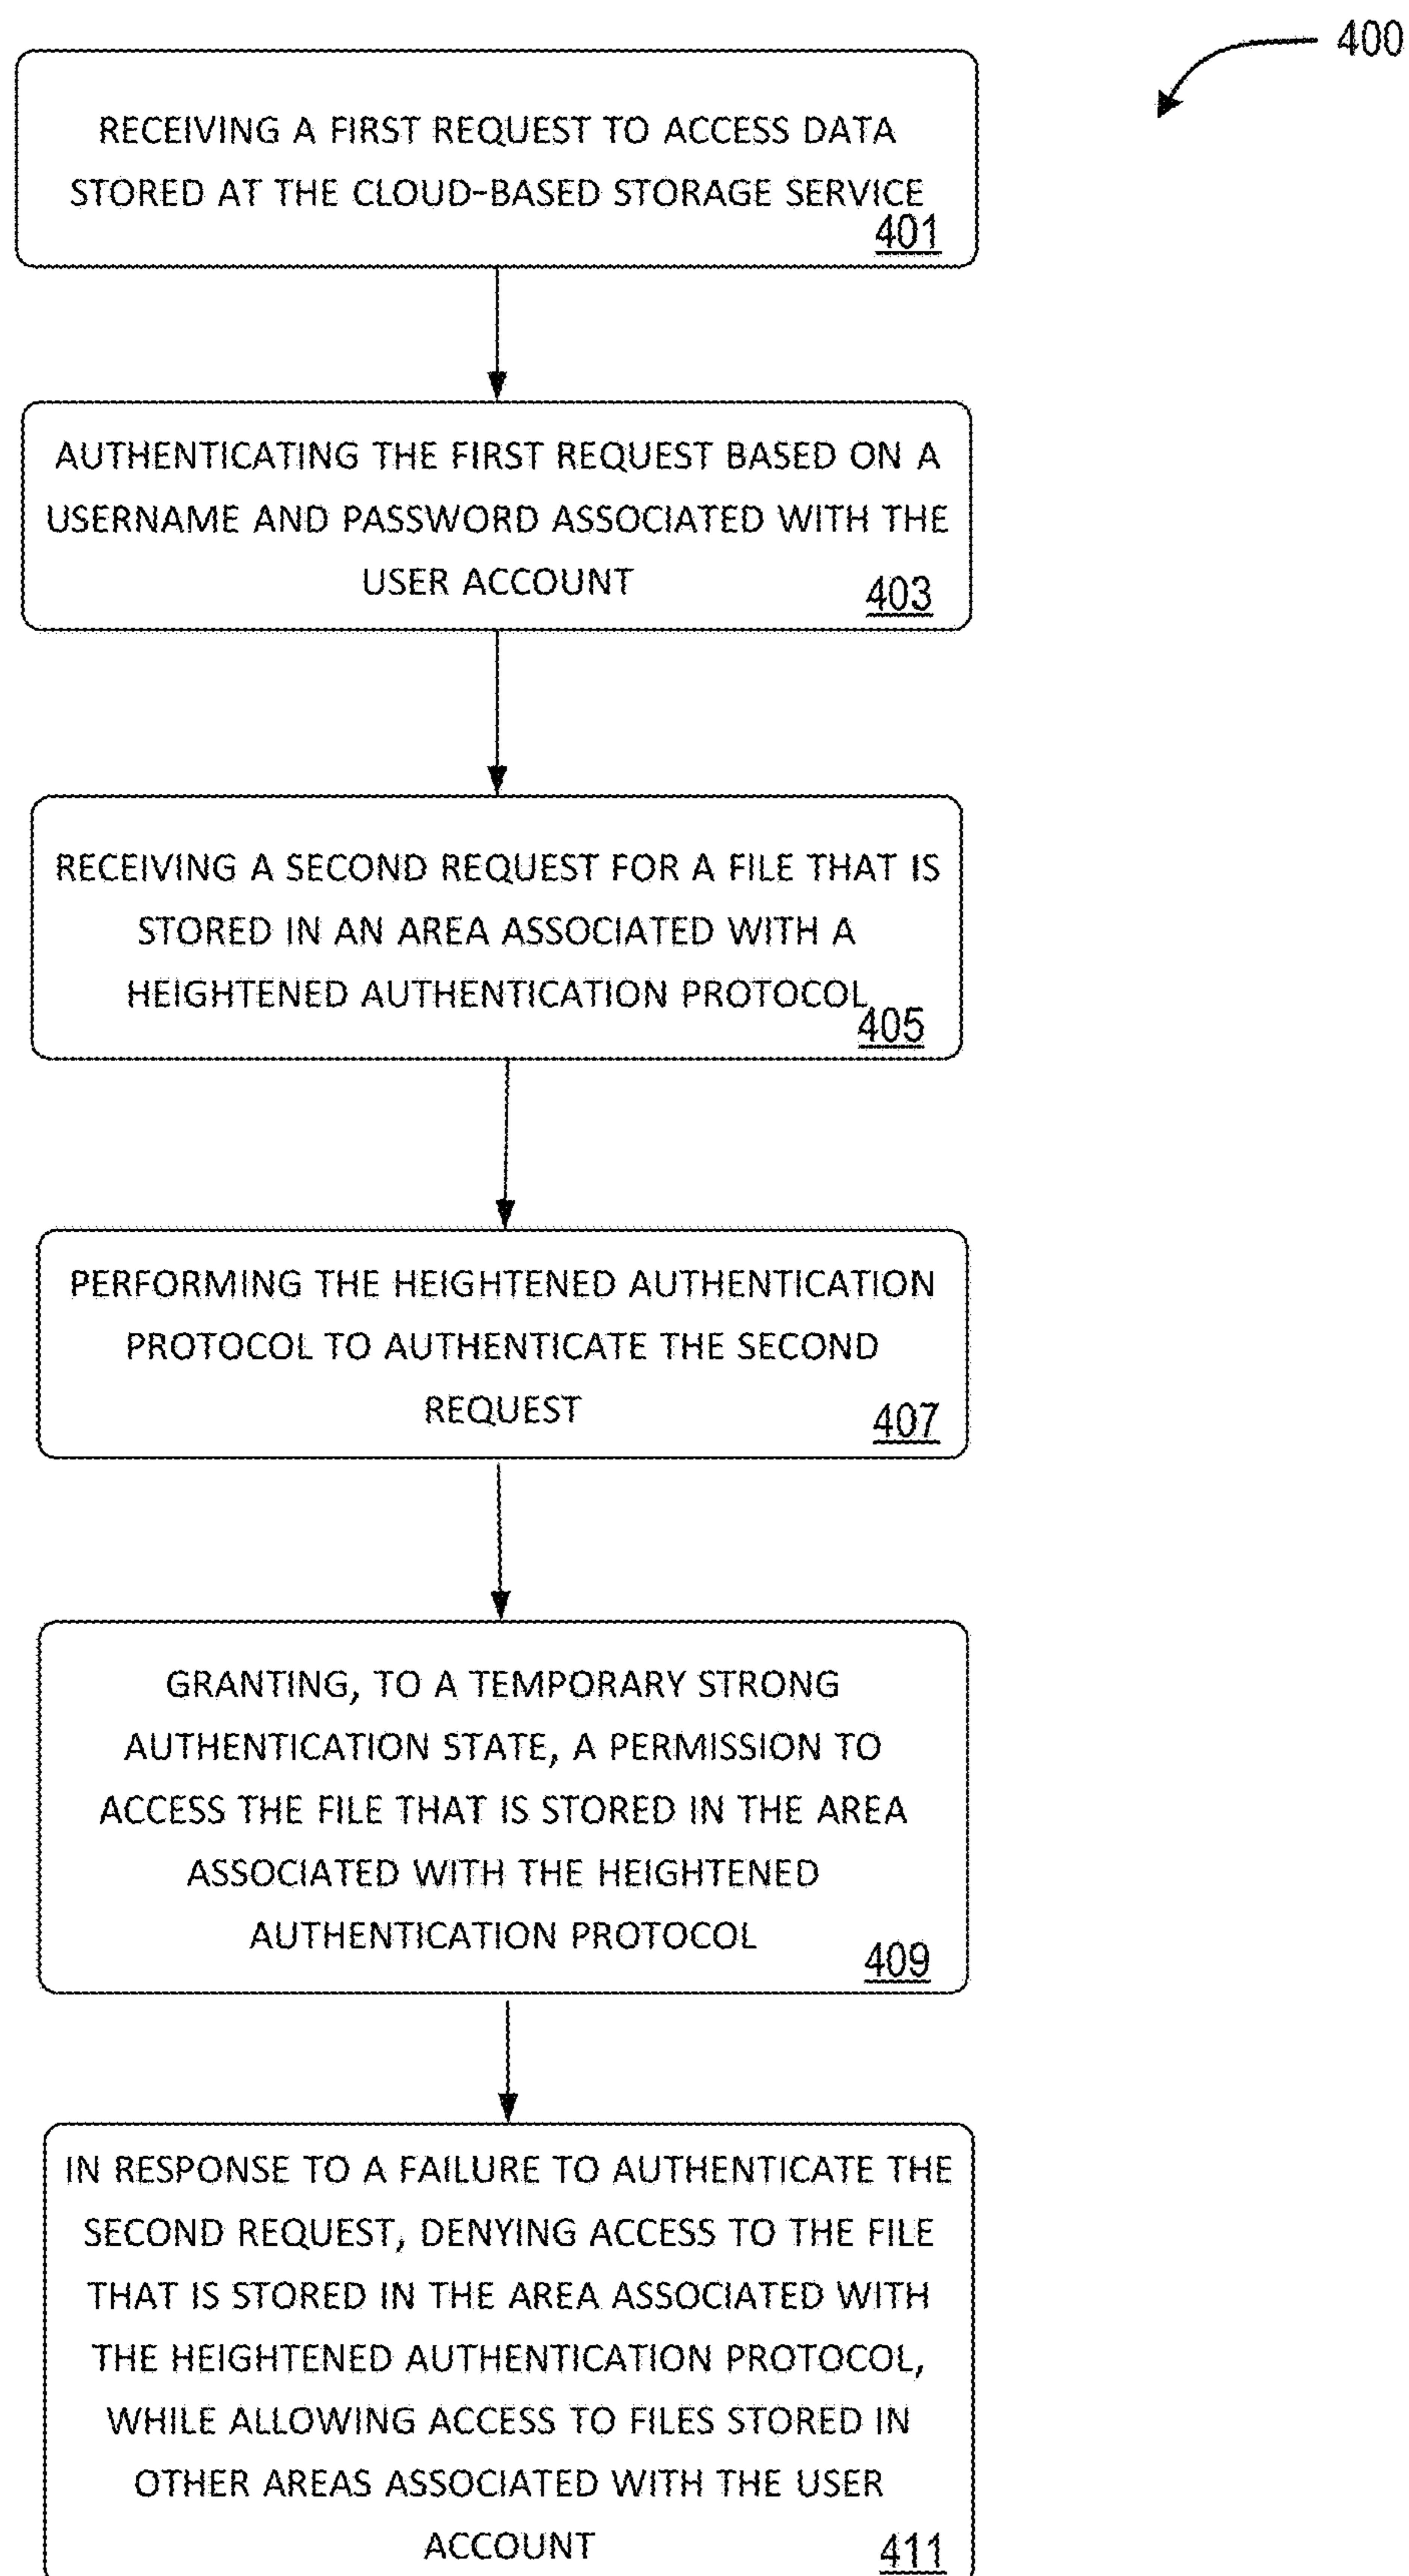 400
RECEIVING A FIRST REQUEST TO ACCESS DATA
STORED AT THE CLOUD-BASED STORAGE SERVICE
401
AUTHENTICATING THE FIRST REQUEST BASED ON A
USERNAME AND PASSWORD ASSOCIATED WITH THE
USER ACCOUNT
403
RECEIVING A SECOND REQUEST FOR A FILE THAT IS
STORED IN AN AREA ASSOCIATED WITH A
HEIGHTENED AUTHENTICATION PROTOCOL
405
PERFORMING THE HEIGHTENED AUTHENTICATION
PROTOCOL TO AUTHENTICATE THE SECOND
REQUEST
407
GRANTING, TO A TEMPORARY STRONG
AUTHENTICATION STATE, A PERMISSION TO
ACCESS THE FILE THAT IS STORED IN THE AREA
ASSOCIATED WITH THE HEIGHTENED
AUTHENTICATION PROTOCOL
409
IN RESPONSE TO A FAILURE TO AUTHENTICATE THE
SECOND REQUEST, DENYING ACCESS TO THE FILE
THAT IS STORED IN THE AREA ASSOCIATED WITH
THE HEIGHTENED AUTHENTICATION PROTOCOL,
WHILE ALLOWING ACCESS TO FILES STORED IN
OTHER AREAS ASSOCIATED WITH THE USER
ACCOUNT
411